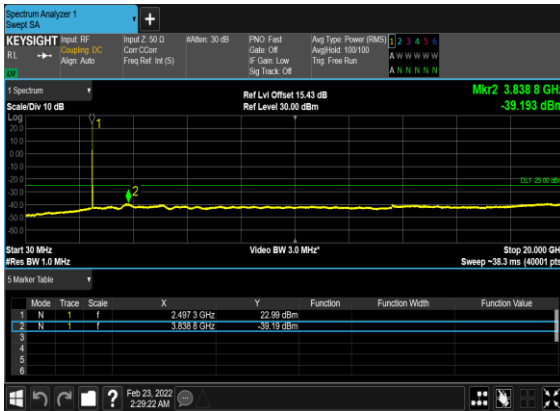 Spectrum Analyzer 1
Swept SA
+
KEYSIGHT Input: RF Input Z: 50 Ω #Atten: 30 dB PNO: Fast Avg Type: Power (RMS) 1 2 3 4 5 6
RL Coupling: DC Corr CCorr Gate: Off Avg|Hold: 100/100 A W W W W W
Align: Auto Freq Ref: Int (S) IF Gain: Low Trig: Free Run
Sig Track: Off A N N N N N
1 Spectrum Ref Lvl Offset 15.43 dB Mkr2 3.838 8 GHz
Scale/Div 10 dB Ref Level 30.00 dBm -39.193 dBm
Log
20.0
10.0
0.00
-10.0
-20.0
-30.0
-40.0
-50.0
-60.0
1
2
DL1 -25.00 dBm
Start 30 MHz Video BW 3.0 MHz* Stop 20.000 GHz
#Res BW 1.0 MHz Sweep ~38.3 ms (40001 pts)
5 Marker Table
Mode Trace Scale X Y Function Function Width Function Value
1 N 1 f 2.497 3 GHz 22.99 dBm
2 N 1 f 3.838 8 GHz -39.19 dBm
3
4
5
6
? Feb 23, 2022
2:29:22 AM